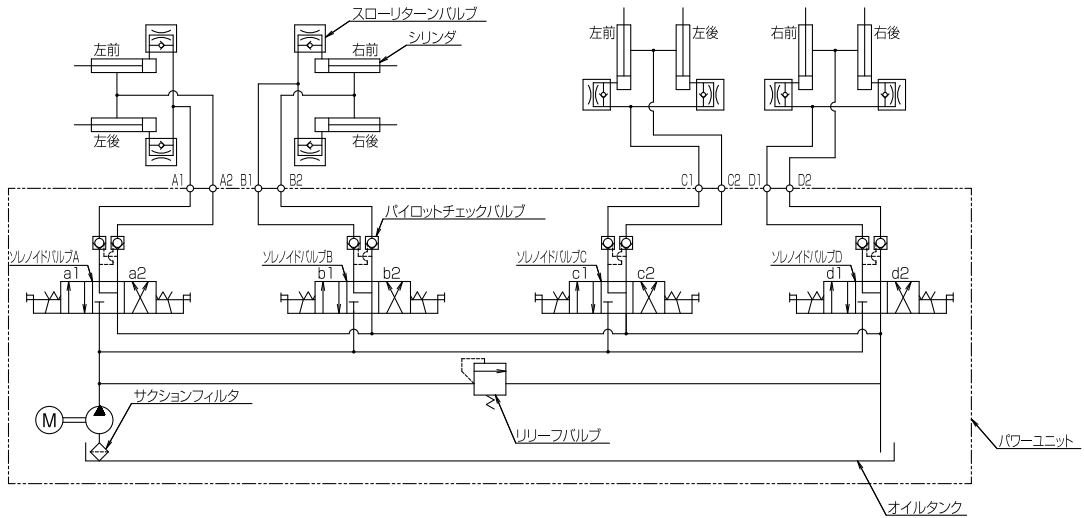 スローリターンバルブ
シリンダ
左前
右前
左後
右後
左前
左後
右前
右後
A1
A2
B1
B2
C1
C2
D1
D2
パイロットチェックバルブ
ソレノイドバルブA
a1
a2
ソレノイドバルブB
b1
b2
ソレノイドバルブC
c1
c2
ソレノイドバルブD
d1
d2
サクションフィルタ
M
リリーフバルブ
パワーユニット
オイルタンク